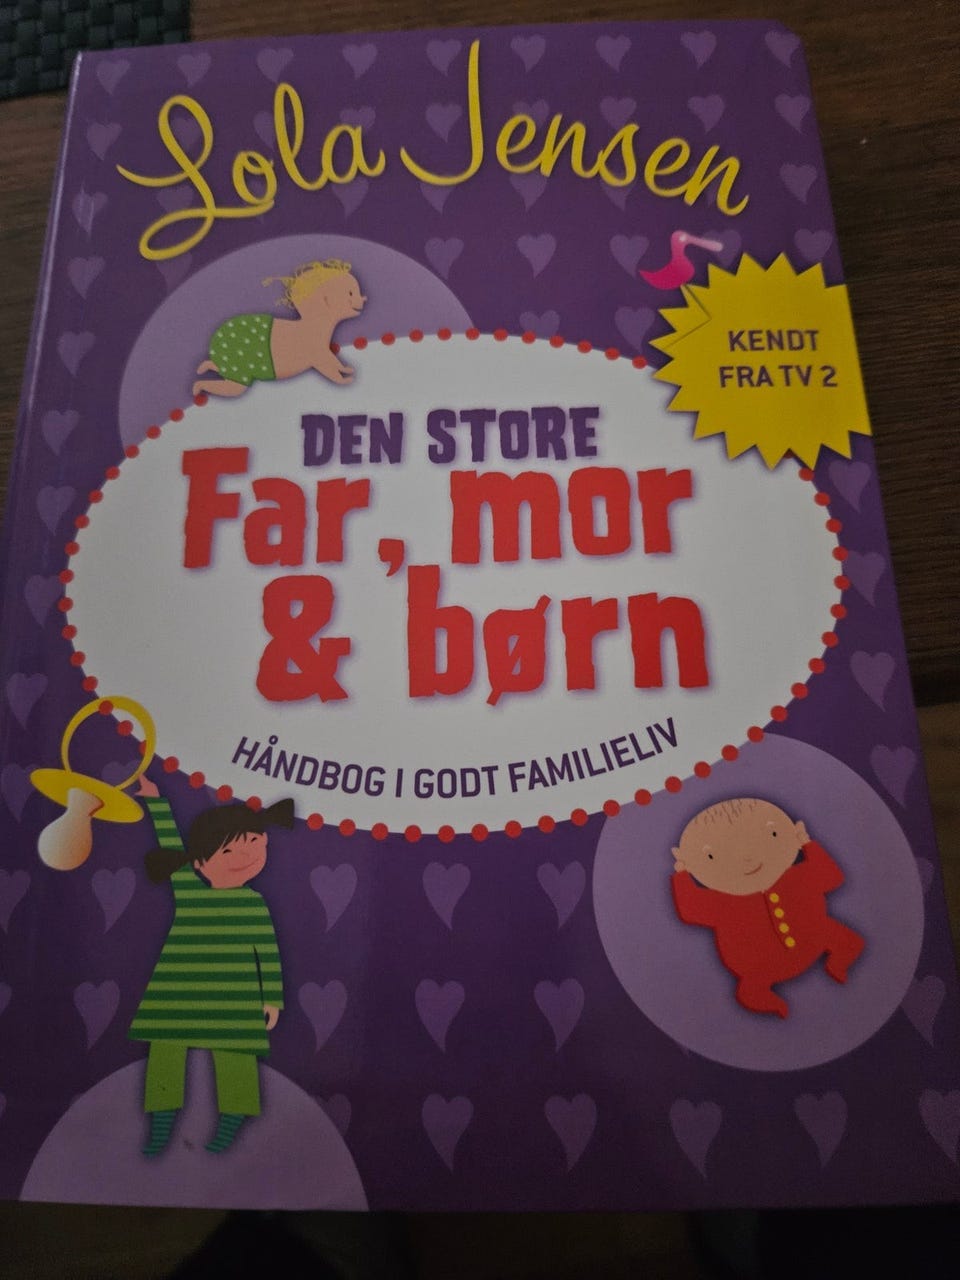 Lola Jensen
KENDT
FRA TV 2
DEN STORE
Far, mor
& børn
HÅNDBOG I GODT FAMILIELIV